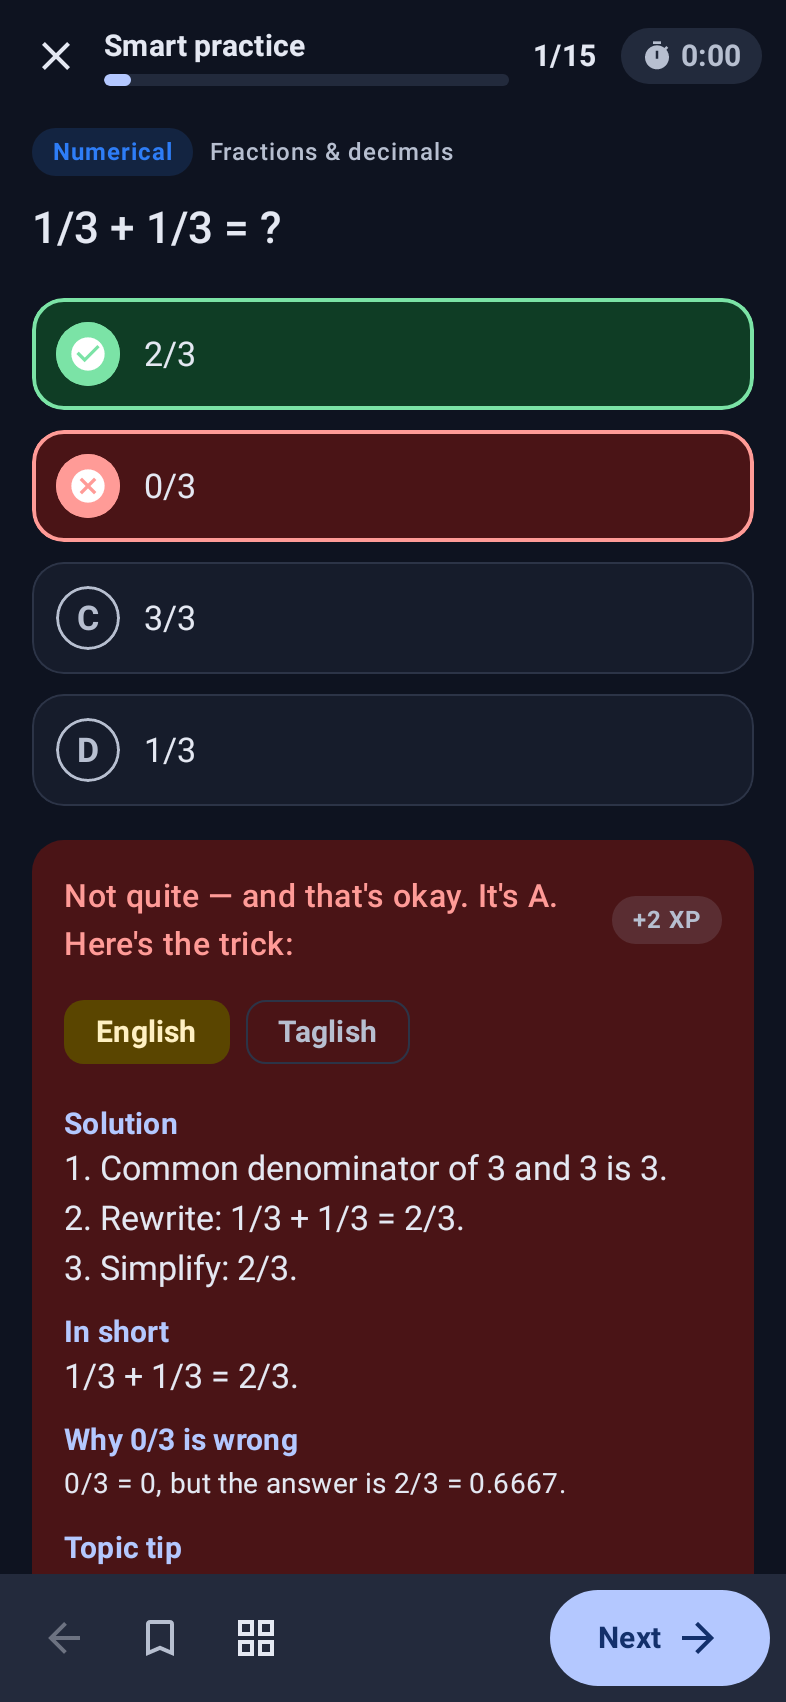 Smart practice
1/15
0:00
Numerical
Fractions & decimals
1/3 + 1/3 = ?
2/3
0/3
C
3/3
D
1/3
Not quite — and that's okay. It's A.
Here's the trick:
+2 XP
English
Taglish
Solution
1. Common denominator of 3 and 3 is 3.
2. Rewrite: 1/3 + 1/3 = 2/3.
3. Simplify: 2/3.
In short
1/3 + 1/3 = 2/3.
Why 0/3 is wrong
0/3 = 0, but the answer is 2/3 = 0.6667.
Topic tip
Next